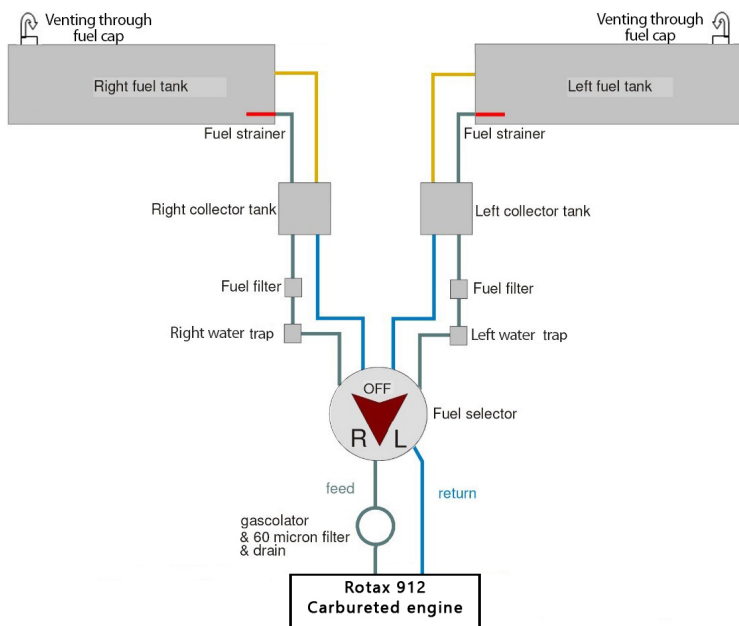 Venting through
fuel cap
Venting through
fuel cap
Right fuel tank
Left fuel tank
Fuel strainer
Fuel strainer
Right collector tank
Left collector tank
Fuel filter
Fuel filter
Right water trap
Left water trap
OFF
R L
Fuel selector
feed
return
gascolator
& 60 micron filter
& drain
Rotax 912
Carbureted engine